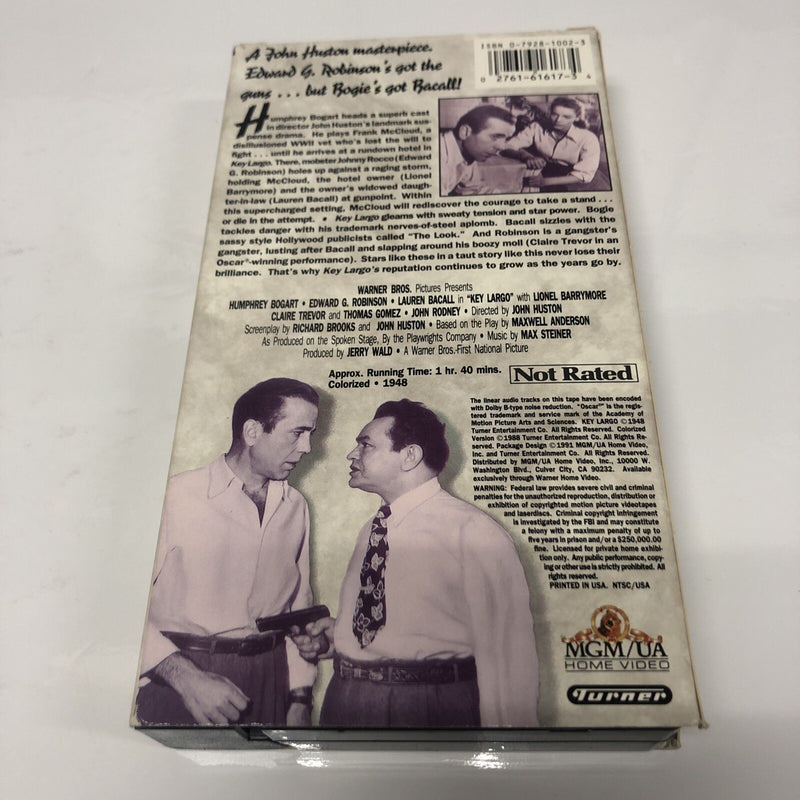 A John Huston masterpiece.
Edward G. Robinson's got the
guns . . . but Bogie's got Bacall!
ISBN 0-7928-1002-3
0 2761-61617-3 4
Humphrey Bogart heads a superb cast
in director John Huston's landmark sus-
pense drama. He plays Frank McCloud, a
disillusioned WWII vet who's lost the will to
fight . . . until he arrives at a rundown hotel in
Key Largo. There, mobster Johnny Rocco (Edward
G. Robinson) holes up against a raging storm,
holding McCloud, the hotel owner (Lionel
Barrymore) and the owner's widowed daugh-
ter-in-law (Lauren Bacall) at gunpoint. Within
this supercharged setting, McCloud will rediscover the courage to take a stand . . .
or die in the attempt. • Key Largo gleams with sweaty tension and star power. Bogie
tackles danger with his trademark nerves-of-steel aplomb. Bacall sizzles with the
sassy style Hollywood publicists called "The Look." And Robinson is a gangster's
gangster, lusting after Bacall and slapping around his boozy moll (Claire Trevor in an
Oscar®-winning performance). Stars like these in a taut story like this never lose their
brilliance. That's why Key Largo's reputation continues to grow as the years go by.
WARNER BROS. Pictures Presents
HUMPHREY BOGART • EDWARD G. ROBINSON • LAUREN BACALL in "KEY LARGO" with LIONEL BARRYMORE
CLAIRE TREVOR and THOMAS GOMEZ • JOHN RODNEY • Directed by JOHN HUSTON
Screenplay by RICHARD BROOKS and JOHN HUSTON • Based on the Play by MAXWELL ANDERSON
As Produced on the Spoken Stage, By the Playwrights Company • Music by MAX STEINER
Produced by JERRY WALD • A Warner Bros.-First National Picture
Approx. Running Time: 1 hr. 40 mins.
Colorized • 1948
Not Rated
The linear audio tracks on this tape have been encoded
with Dolby B-type noise reduction. "Oscar®" is the regis-
tered trademark and service mark of the Academy of
Motion Picture Arts and Sciences. KEY LARGO ©1948
Turner Entertainment Co. All Rights Reserved. Colorized
Version ©1988 Turner Entertainment Co. All Rights Re-
served. Package Design ©1991 MGM/UA Home Video,
Inc. and Turner Entertainment Co. All Rights Reserved.
Distributed by MGM/UA Home Video, Inc., 10000 W.
Washington Blvd., Culver City, CA 90232. Available
exclusively through Warner Home Video.
WARNING: Federal law provides severe civil and criminal
penalties for the unauthorized reproduction, distribution or
exhibition of copyrighted motion picture videotapes
and laserdiscs. Criminal copyright infringement
is investigated by the FBI and may constitute
a felony with a maximum penalty of up to
five years in prison and/or a $250,000.00
fine. Licensed for private home exhibi-
tion only. Any public performance, copy-
ing or other use is strictly prohibited. All
rights reserved.
PRINTED IN USA. NTSC/USA
MGM/UA
HOME VIDEO
Turner